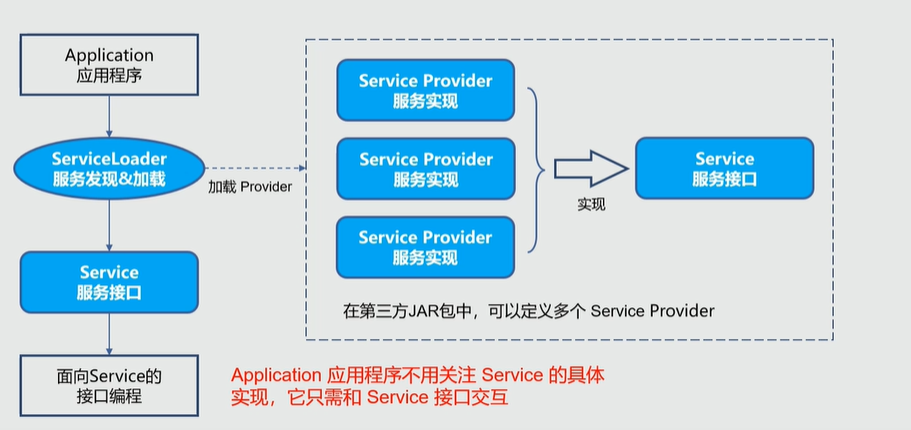 Application
应用程序
ServiceLoader
服务发现&加载
加载 Provider
Service
服务接口
面向Service的
接口编程
Service Provider
服务实现
Service Provider
服务实现
Service Provider
服务实现
实现
Service
服务接口
在第三方JAR包中，可以定义多个 Service Provider
Application 应用程序不用关注 Service 的具体
实现，它只需和 Service 接口交互